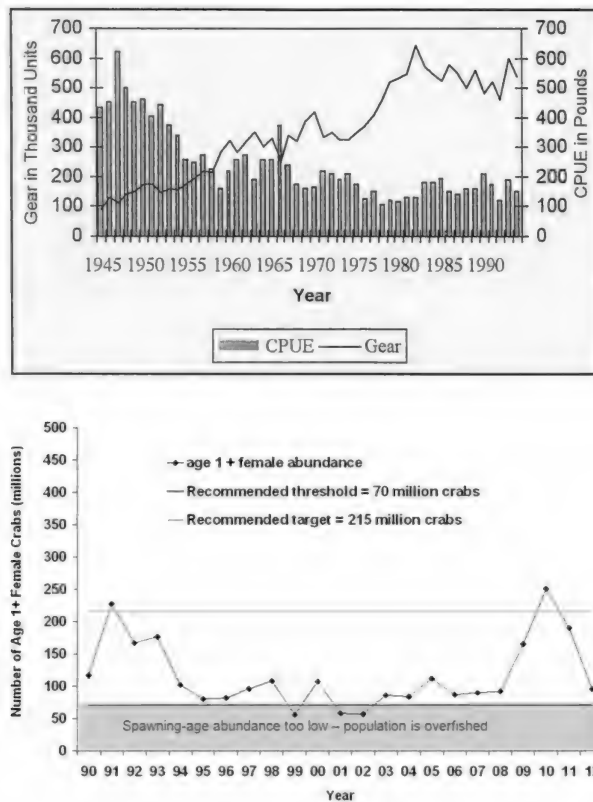 700
600
500
400
300
200
100
0
Gear in Thousand Units
700
600
500
400
300
200
100
0
CPUE in Pounds
1945 1950 1955 1960 1965 1970 1975 1980 1985 1990
Year
CPUE Gear
500
450
400
350
300
250
200
150
100
50
0
Number of Age 1+ Female Crabs (millions)
age 1 + female abundance
Recommended threshold = 70 million crabs
Recommended target = 215 million crabs
Spawning-age abundance too low – population is overfished
90 91 92 93 94 95 96 97 98 99 00 01 02 03 04 05 06 07 08 09 10 11
Year